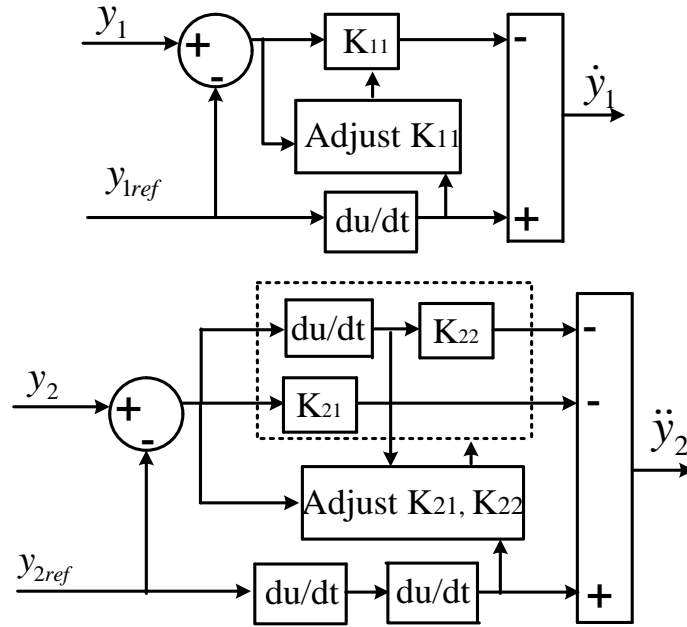 y1
+
-
K11
-
ẏ1
Adjust K11
y1ref
du/dt
+
du/dt
K22
-
y2
+
-
K21
-
ÿ2
Adjust K21, K22
y2ref
du/dt
du/dt
+